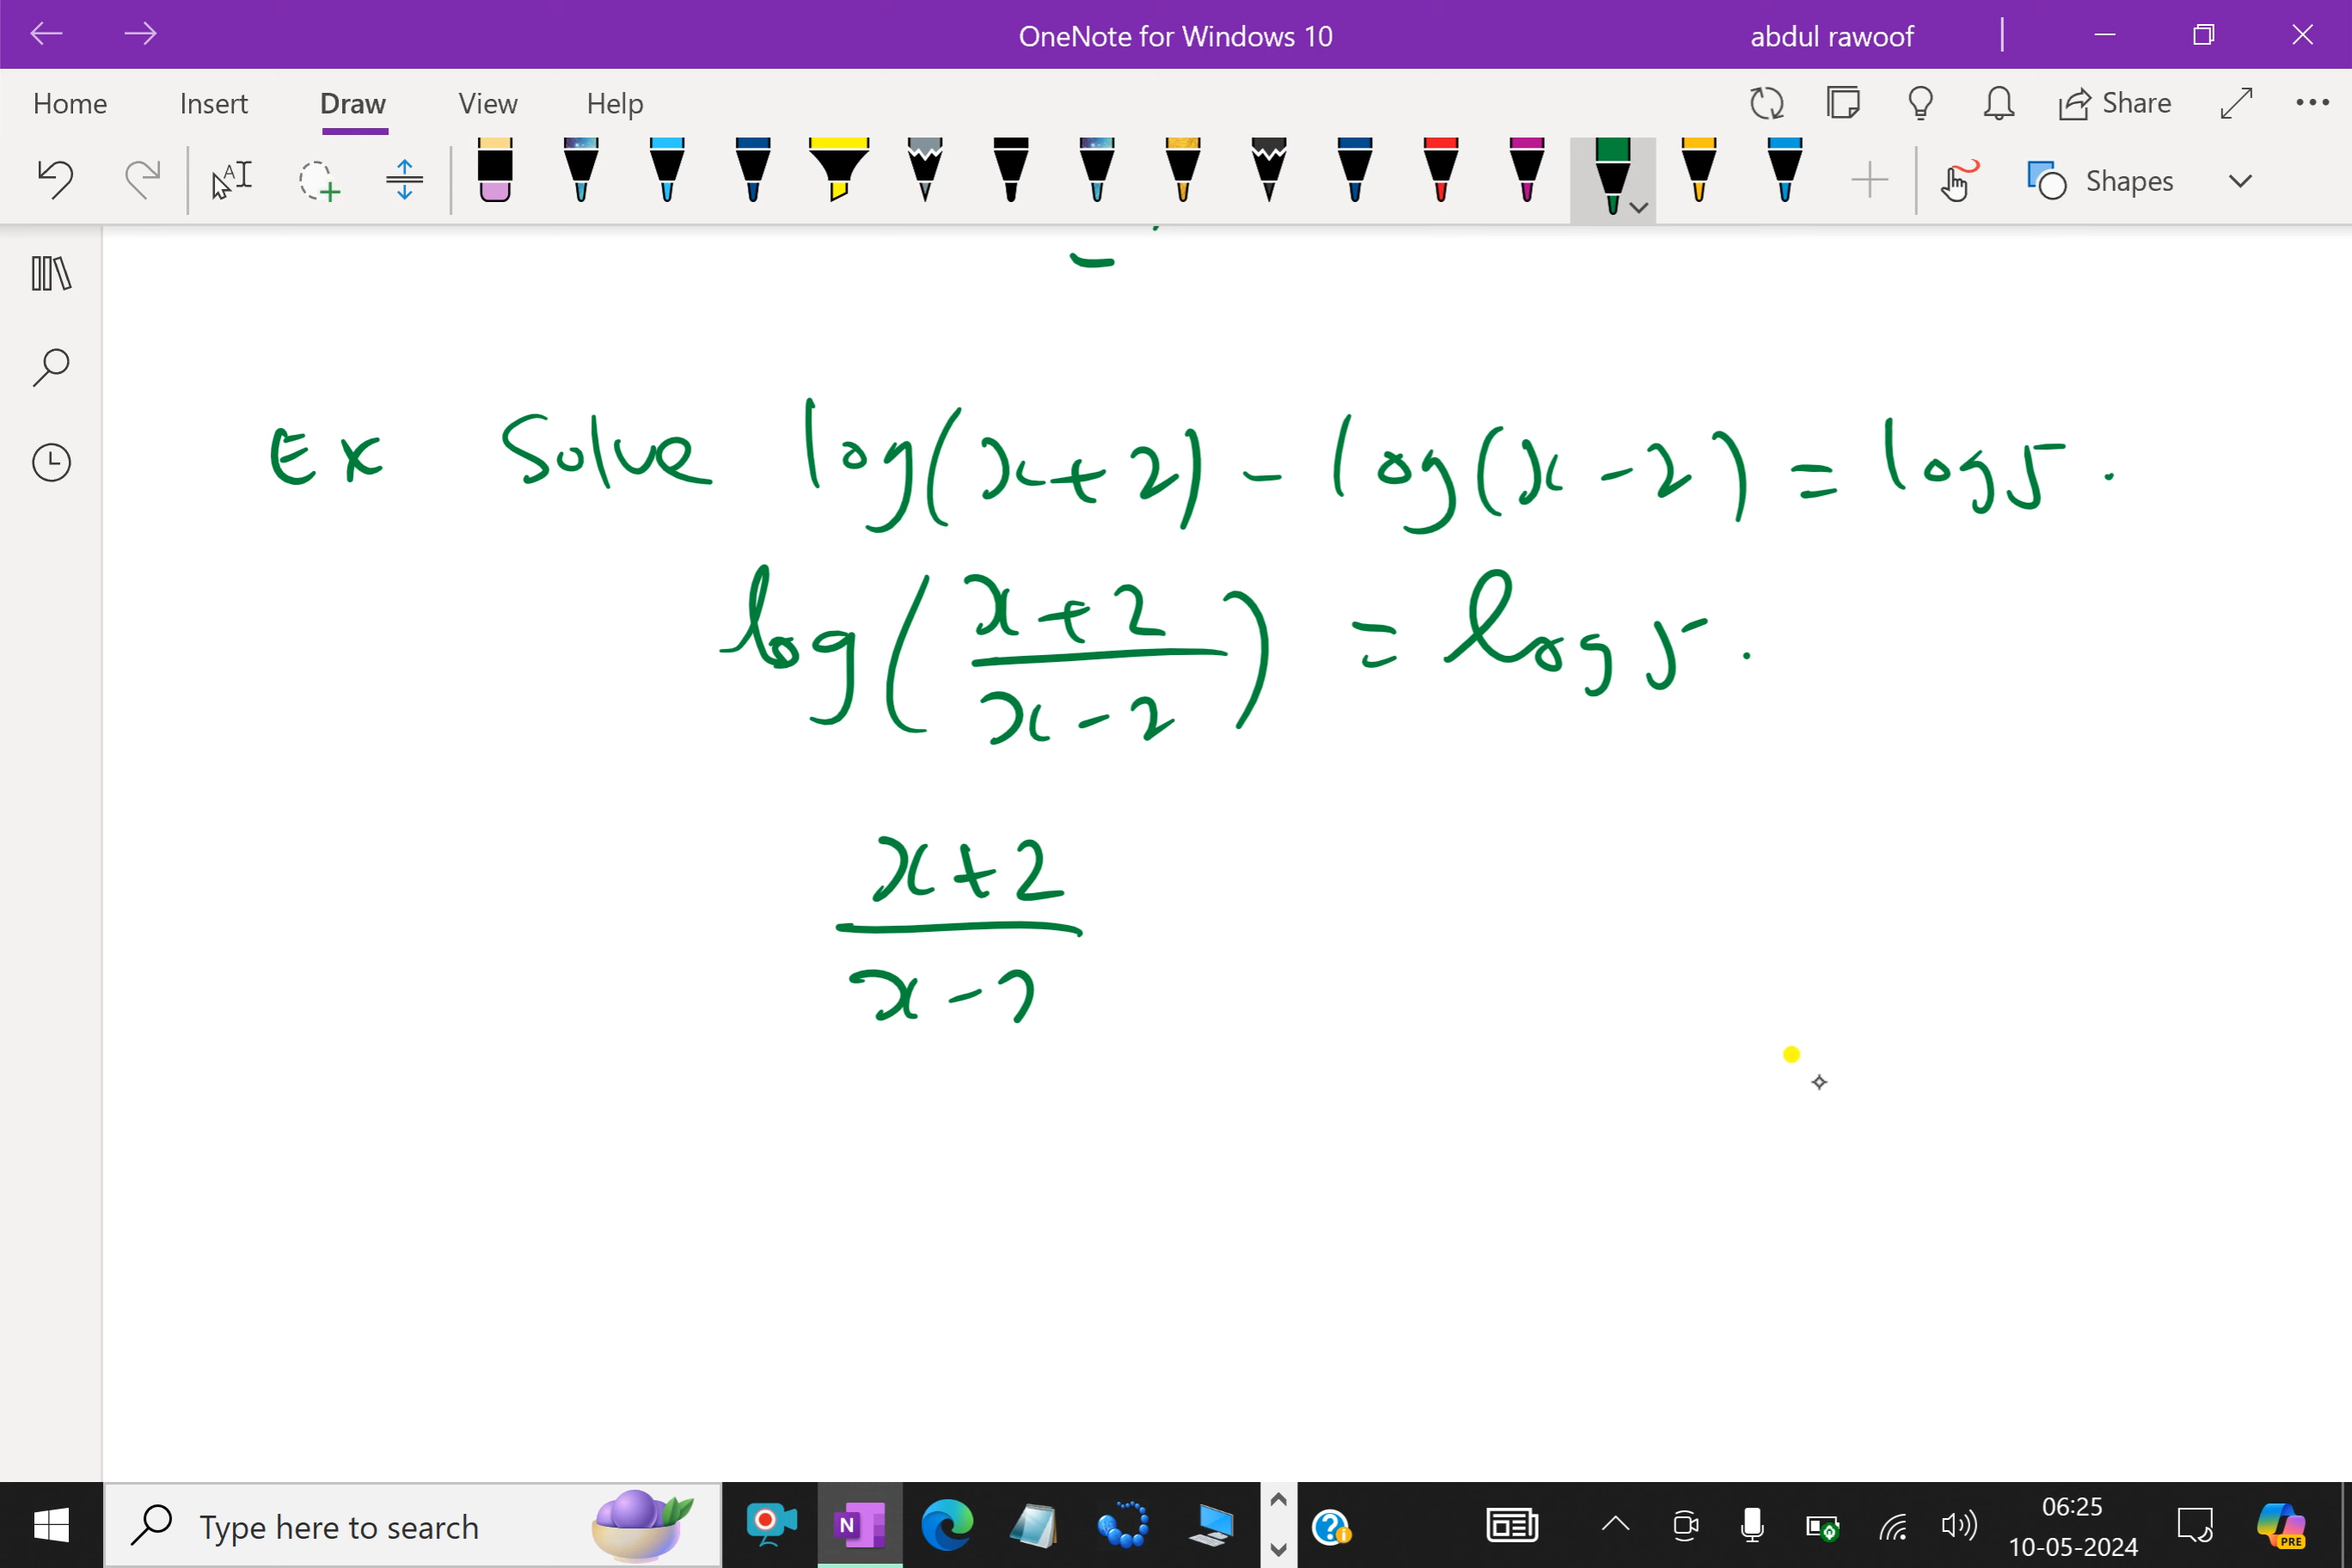 OneNote for Windows 10
abdul rawoof
Home Insert Draw View Help
Share
Shapes
Ex Solve log(x+2) - log(x-2) = log5.
log(x+2/x-2) = log5.
x+2
x-2
Type here to search
06:25
10-05-2024
PRE